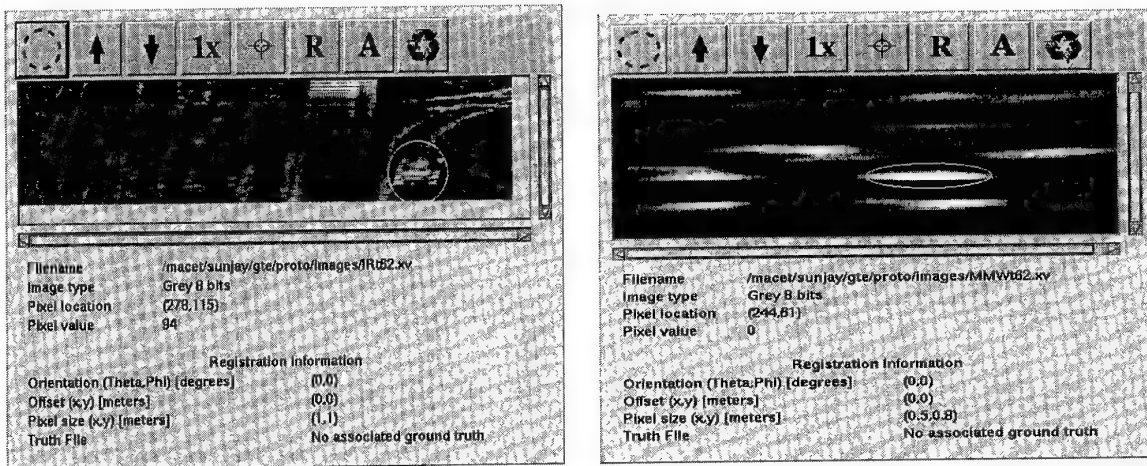 1x R A
Filename /macet/sunjay/gte/proto/images/IRt62.xv
Image type Grey 8 bits
Pixel location (278,115)
Pixel value 94
Registration Information
Orientation (Theta,Phi) [degrees] (0,0)
Offset (x,y) [meters] (0,0)
Pixel size (x,y) [meters] (1,1)
Truth File No associated ground truth
1x R A
Filename /macet/sunjay/gte/proto/images/MMWt62.xv
Image type Grey 8 bits
Pixel location (244,61)
Pixel value 0
Registration Information
Orientation (Theta,Phi) [degrees] (0,0)
Offset (x,y) [meters] (0,0)
Pixel size (x,y) [meters] (0.5,0.8)
Truth File No associated ground truth